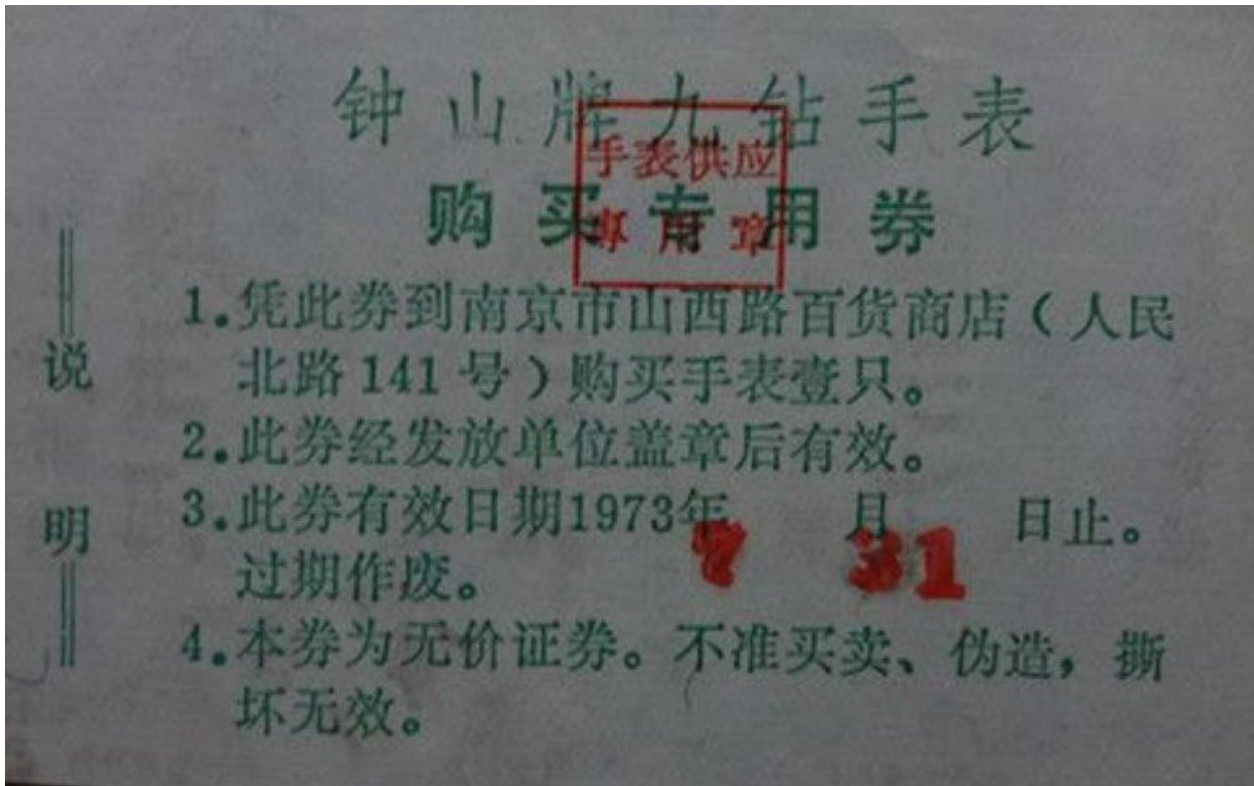 钟山牌九钻手表
购买专用券
手表供应
專用章
说明
1.凭此券到南京市山西路百货商店（人民
北路141号）购买手表壹只。
2.此券经发放单位盖章后有效。
3.此券有效日期1973年 月 日止。
7 31
过期作废。
4.本券为无价证券。不准买卖、伪造，撕
坏无效。